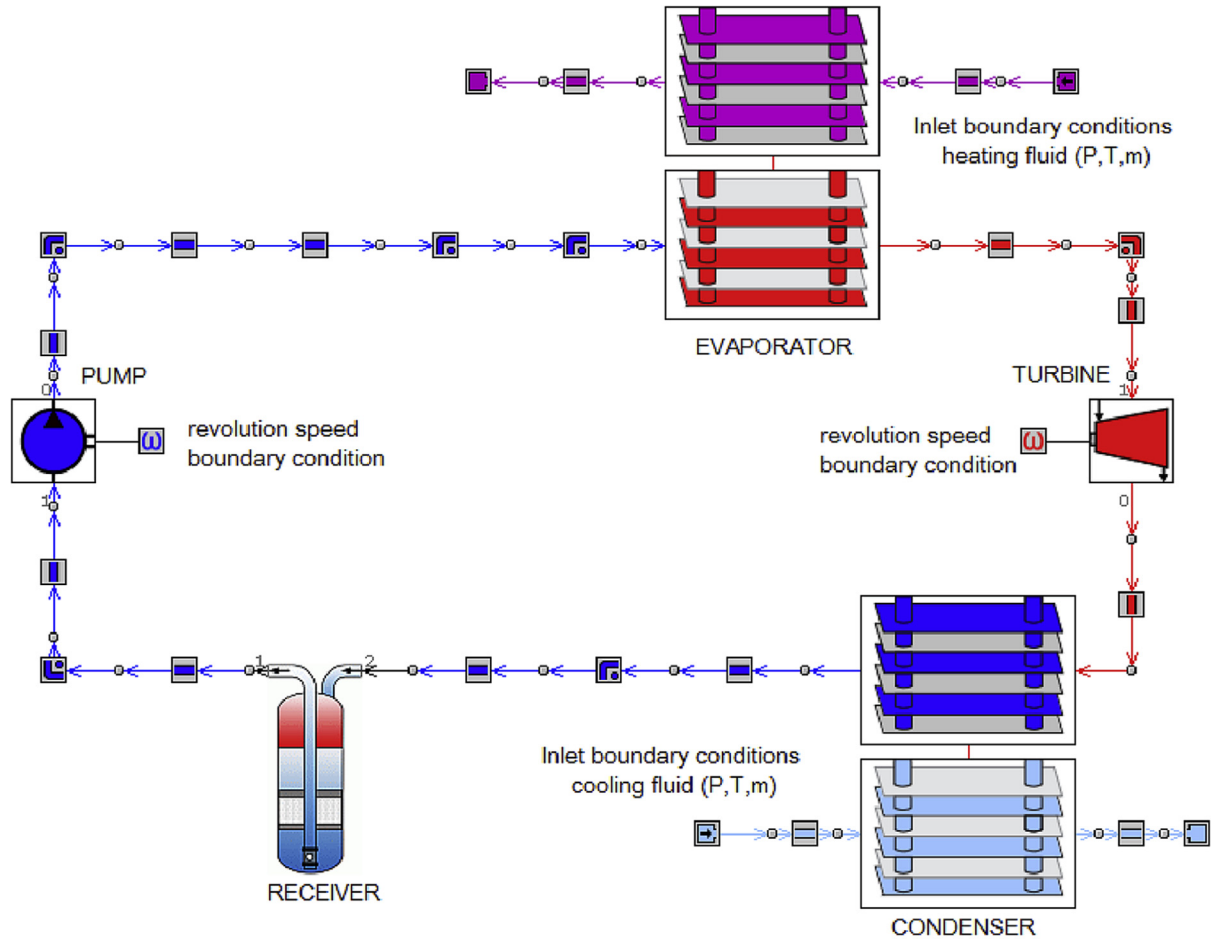 Inlet boundary conditions
heating fluid (P,T,m)
EVAPORATOR
PUMP
0
TURBINE
1
revolution speed
boundary condition
ω
revolution speed
boundary condition
ω
1
0
1
2
Inlet boundary conditions
cooling fluid (P,T,m)
RECEIVER
CONDENSER